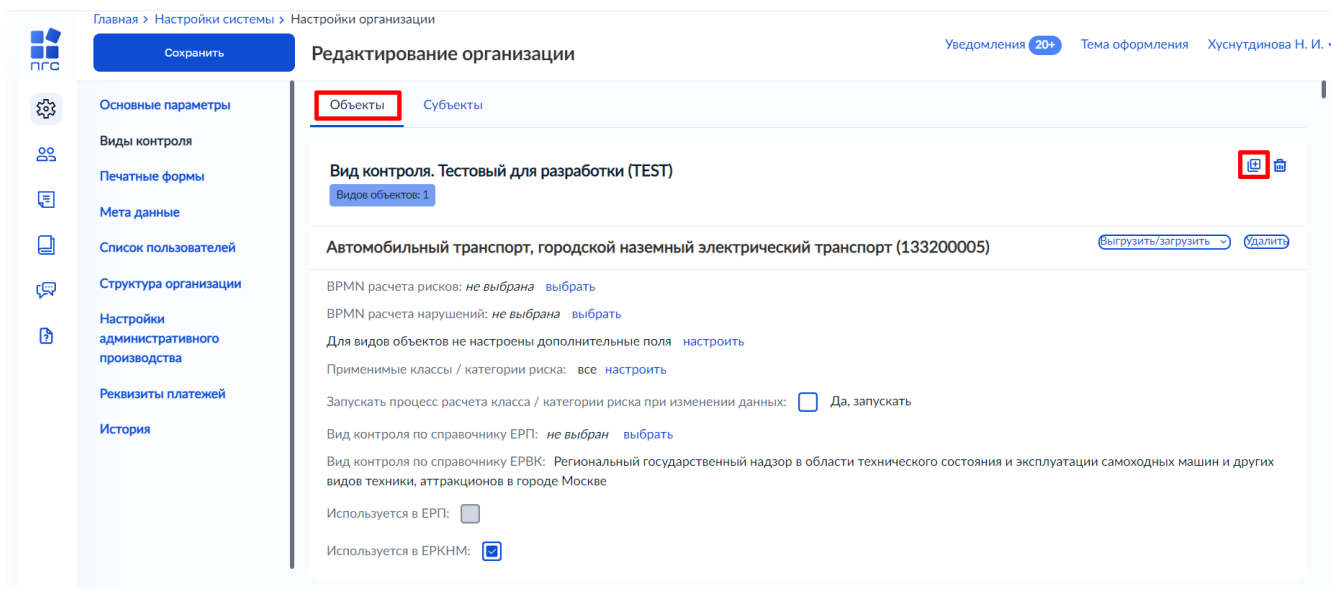 Главная > Настройки системы > Настройки организации
ПГС
Сохранить
Редактирование организации
Уведомления 20+ Тема оформления Хуснутдинова Н. И.
Основные параметры
Виды контроля
Печатные формы
Мета данные
Список пользователей
Структура организации
Настройки
административного
производства
Реквизиты платежей
История
Объекты Субъекты
Вид контроля. Тестовый для разработки (TEST)
Видов объектов: 1
Автомобильный транспорт, городской наземный электрический транспорт (133200005) Выгрузить/загрузить Удалить
BPMN расчета рисков: не выбрана выбрать
BPMN расчета нарушений: не выбрана выбрать
Для видов объектов не настроены дополнительные поля настроить
Применимые классы / категории риска: все настроить
Запускать процесс расчета класса / категории риска при изменении данных: Да, запускать
Вид контроля по справочнику ЕРП: не выбран выбрать
Вид контроля по справочнику ЕРВК: Региональный государственный надзор в области технического состояния и эксплуатации самоходных машин и других
видов техники, аттракционов в городе Москве
Используется в ЕРП:
Используется в ЕРКНМ: